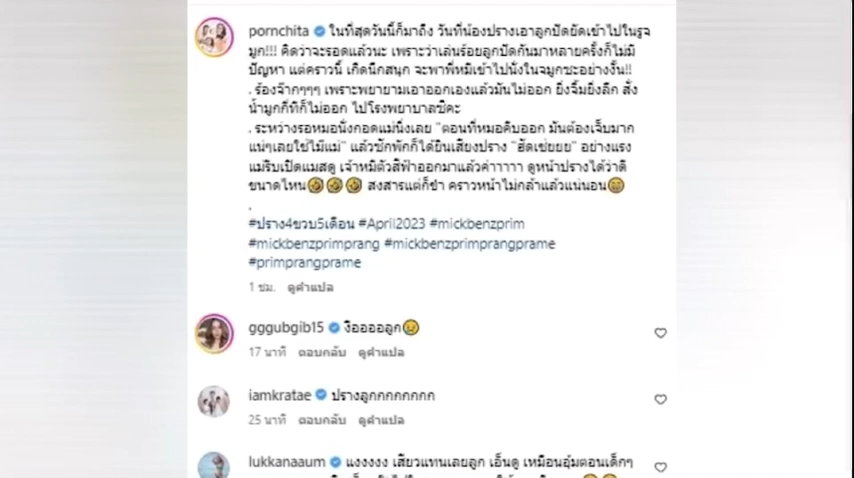 pornchita ในที่สุดวันนี้ก็มาถึง วันที่น้องปรางเอาลูกปัดยัดเข้าไปในรูจ
มูก!!! คิดว่าจะรอดแล้วนะ เพราะว่าเล่นร้อยลูกปัดกันมาหลายครั้งก็ไม่มี
ปัญหา แต่คราวนี้ เกิดนึกสนุก จะพาพี่หมีเข้าไปนั่งในจมูกซะอย่างงั้น!!
. ร้องจ๊ากๆๆๆ เพราะพยายามเอาออกเองแล้วมันไม่ออก ยิ่งจิ้มยิ่งลึก สั่ง
น้ำมูกกี่ทีก็ไม่ออก ไปโรงพยาบาลซิคะ
. ระหว่างรอหมอนั่งกอดแม่นิ่งเลย "ตอนที่หมอคีบออก มันต้องเจ็บมาก
แน่ๆเลยใช่ไม๊แม่" แล้วซักพักก็ได้ยินเสียงปราง "ฮัดเช่ยยย" อย่างแรง
แม่รีบเปิดแมสดู เจ้าหมีตัวสีฟ้าออกมาแล้วค่าาาาา ดูหน้าปรางได้ว่าดี
ขนาดไหน🤣🤣🤣 สงสารแต่ก็ขำ คราวหน้าไม่กล้าแล้วแน่นอน😄
.
#ปราง4ขวบ5เดือน #April2023 #mickbenzprim
#mickbenzprimprang #mickbenzprimprangprame
#primprangprame
1 ชม. ดูคำแปล
gggubgib15 งืออออลูก😢
17 นาที ตอบกลับ ดูคำแปล
iamkratae ปรางลูกกกกกกกก
25 นาที ตอบกลับ ดูคำแปล
lukkanaaum แงงงงง เสียวแทนเลยลูก เอ็นดู เหมือนอุ้มตอนเด็กๆ